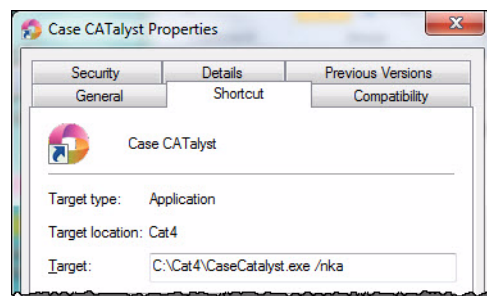 Case CATalyst Properties
Security Details Previous Versions
General Shortcut Compatibility
Case CATalyst
Target type: Application
Target location: Cat4
Target: C:\Cat4\CaseCatalyst.exe /nka